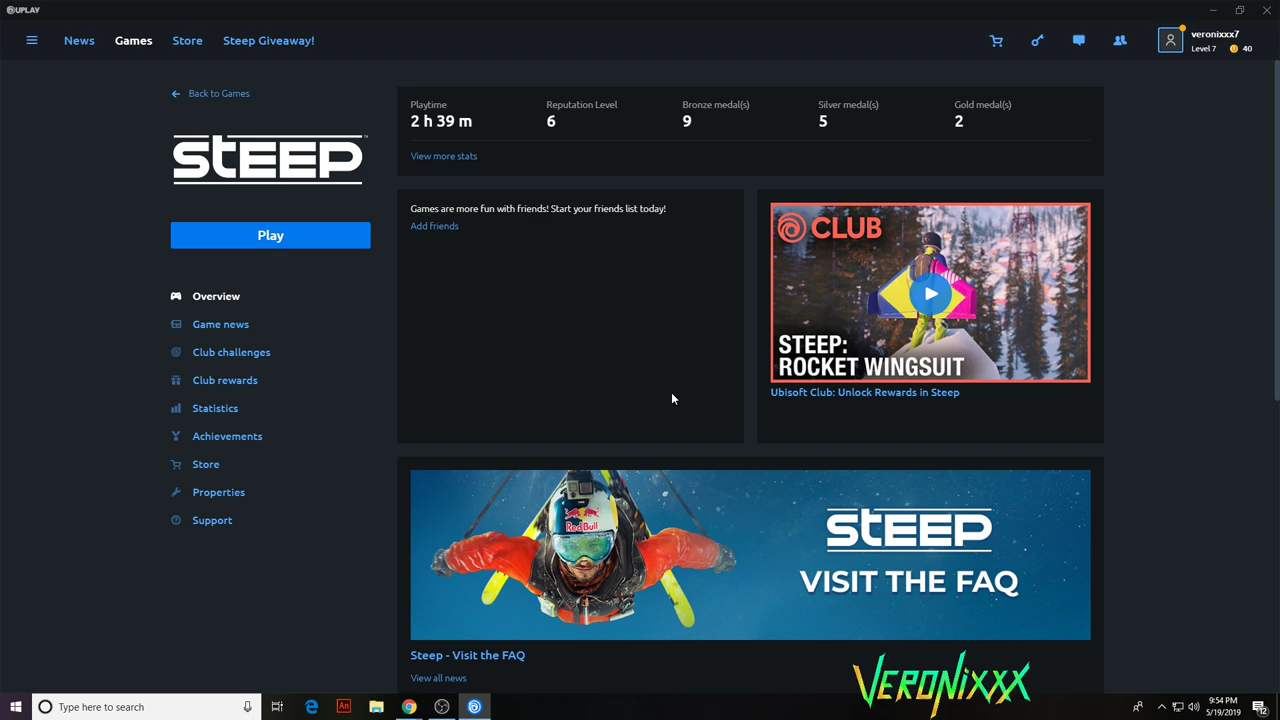 UPLAY
News Games Store Steep Giveaway!
veronixxx7
Level 7 40
Back to Games
STEEP™
Play
Overview
Game news
Club challenges
Club rewards
Statistics
Achievements
Store
Properties
Support
Playtime Reputation Level Bronze medal(s) Silver medal(s) Gold medal(s)
2 h 39 m 6 9 5 2
View more stats
Games are more fun with friends! Start your friends list today!
Add friends
CLUB
STEEP:
ROCKET WINGSUIT
Ubisoft Club: Unlock Rewards in Steep
Red Bull
STEEP
VISIT THE FAQ
Steep - Visit the FAQ
View all news
VERONiXXX
Type here to search
An
9:54 PM
5/19/2019
12